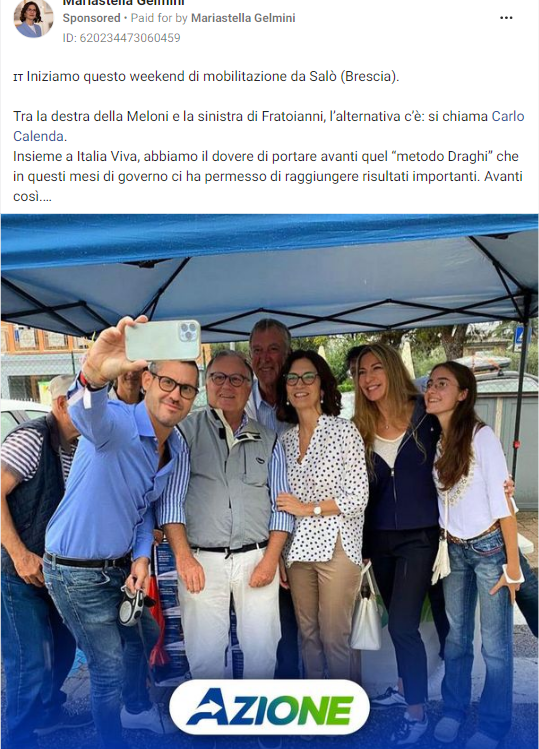 Mariastella Gelmini
Sponsored • Paid for by Mariastella Gelmini
ID: 620234473060459
IT Iniziamo questo weekend di mobilitazione da Salò (Brescia).
Tra la destra della Meloni e la sinistra di Fratoianni, l'alternativa c'è: si chiama Carlo
Calenda.
Insieme a Italia Viva, abbiamo il dovere di portare avanti quel “metodo Draghi” che
in questi mesi di governo ci ha permesso di raggiungere risultati importanti. Avanti
così....
AZIONE